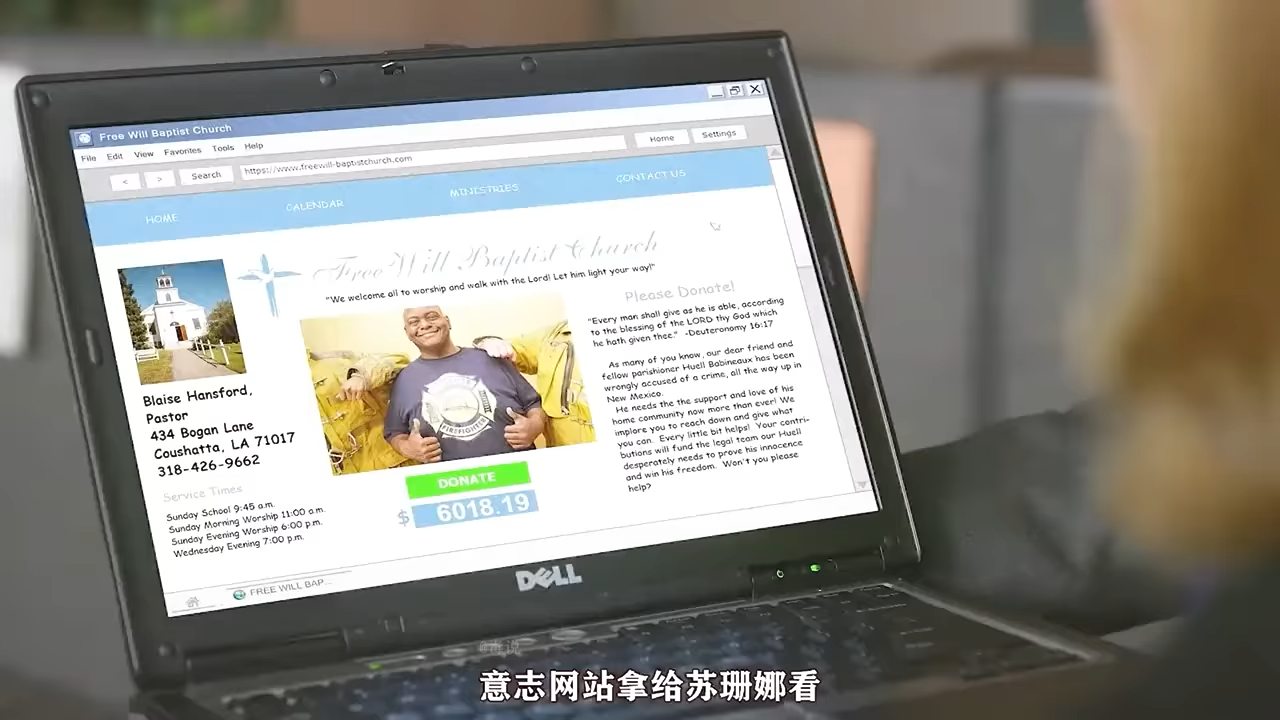 Free Will Baptist Church
File Edit View Favorites Tools Help
< > Search https://www.freewill-baptistchurch.com Home Settings
HOME CALENDAR MINISTRIES CONTACT US
Free Will Baptist Church
"We welcome all to worship and walk with the Lord! Let him light your way!"
Blaise Hansford,
Pastor
434 Bogan Lane
Coushatta, LA 71017
318-426-9662
Service Times
Sunday School 9:45 a.m.
Sunday Morning Worship 11:00 a.m.
Sunday Evening Worship 6:00 p.m.
Wednesday Evening 7:00 p.m.
FIREFIGHTER
DONATE
$ 6018.19
Please Donate!
"Every man shall give as he is able, according
to the blessing of the LORD thy God which
he hath given thee." -Deuteronomy 16:17
As many of you know, our dear friend and
fellow parishioner Huell Babineaux has been
wrongly accused of a crime, all the way up in
New Mexico.
He needs the the support and love of his
home community now more than ever! We
implore you to reach down and give what
you can. Every little bit helps! Your contri-
butions will fund the legal team our Huell
desperately needs to prove his innocence
and win his freedom. Won't you please
help?
FREE WILL BAP...
DELL
意志网站拿给苏珊娜看